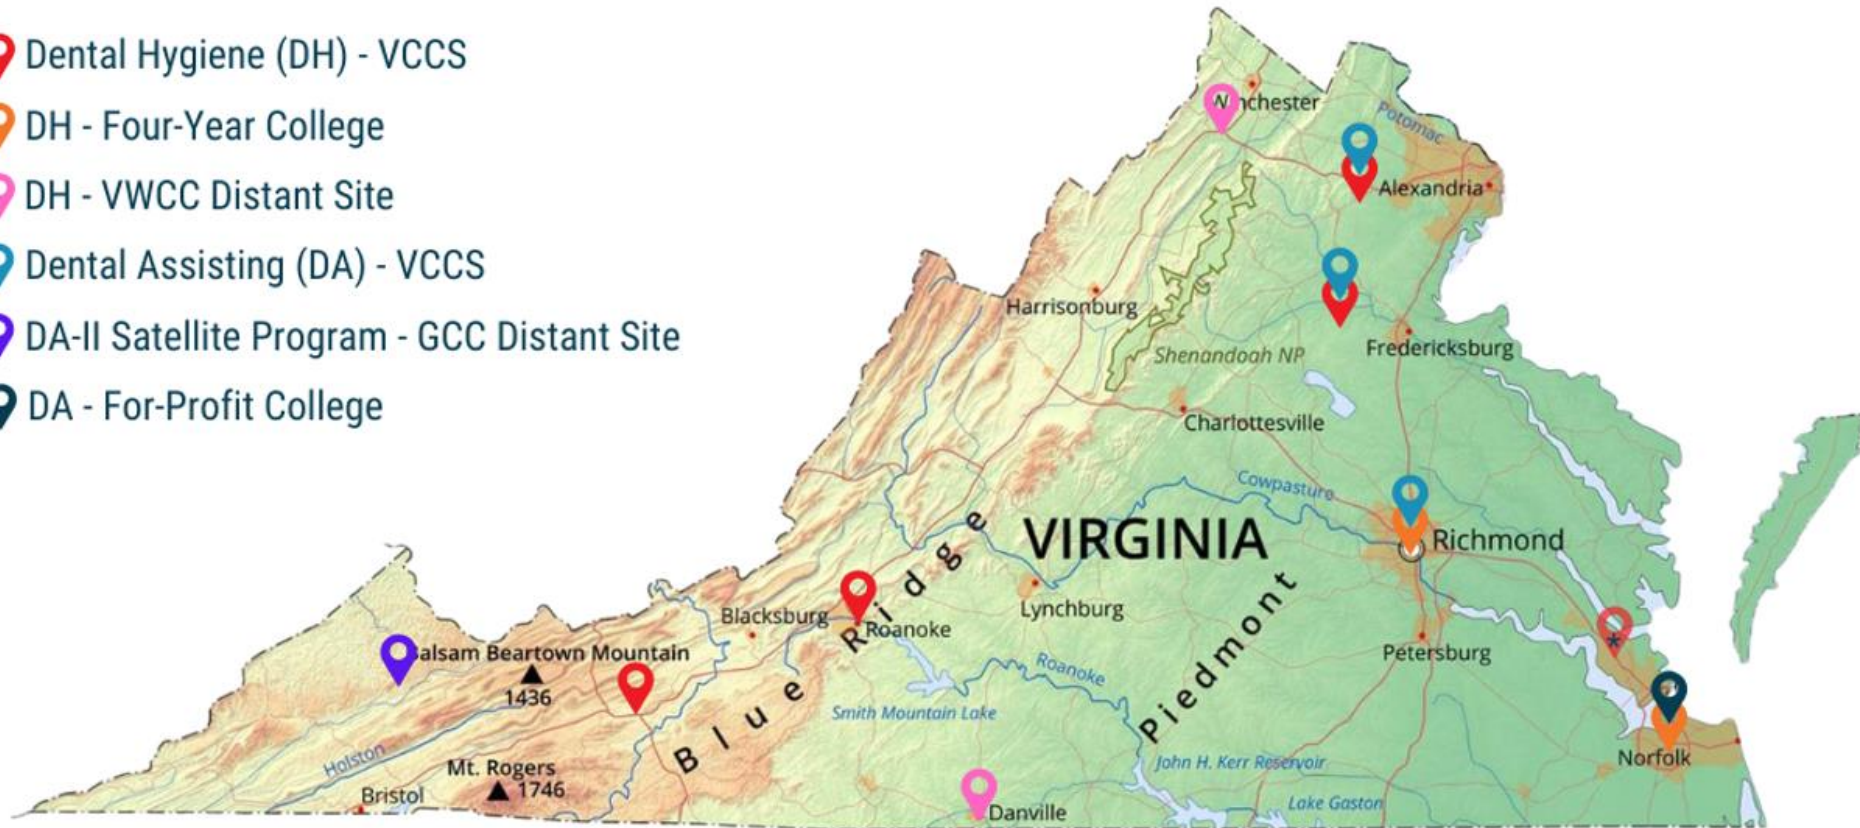 Dental Hygiene (DH) - VCCS
DH - Four-Year College
DH - VWCC Distant Site
Dental Assisting (DA) - VCCS
DA-II Satellite Program - GCC Distant Site
DA - For-Profit College
Winchester
Potomac
Alexandria
Harrisonburg
Shenandoah NP
Fredericksburg
Charlottesville
Cowpasture
VIRGINIA
Richmond
Blue Ridge
Piedmont
Lynchburg
Blacksburg
Roanoke
Petersburg
*
alsam Beartown Mountain
1436
Roanoke
Smith Mountain Lake
Holston
Mt. Rogers
1746
Bristol
Norfolk
John H. Kerr Reservoir
Lake Gaston
Danville